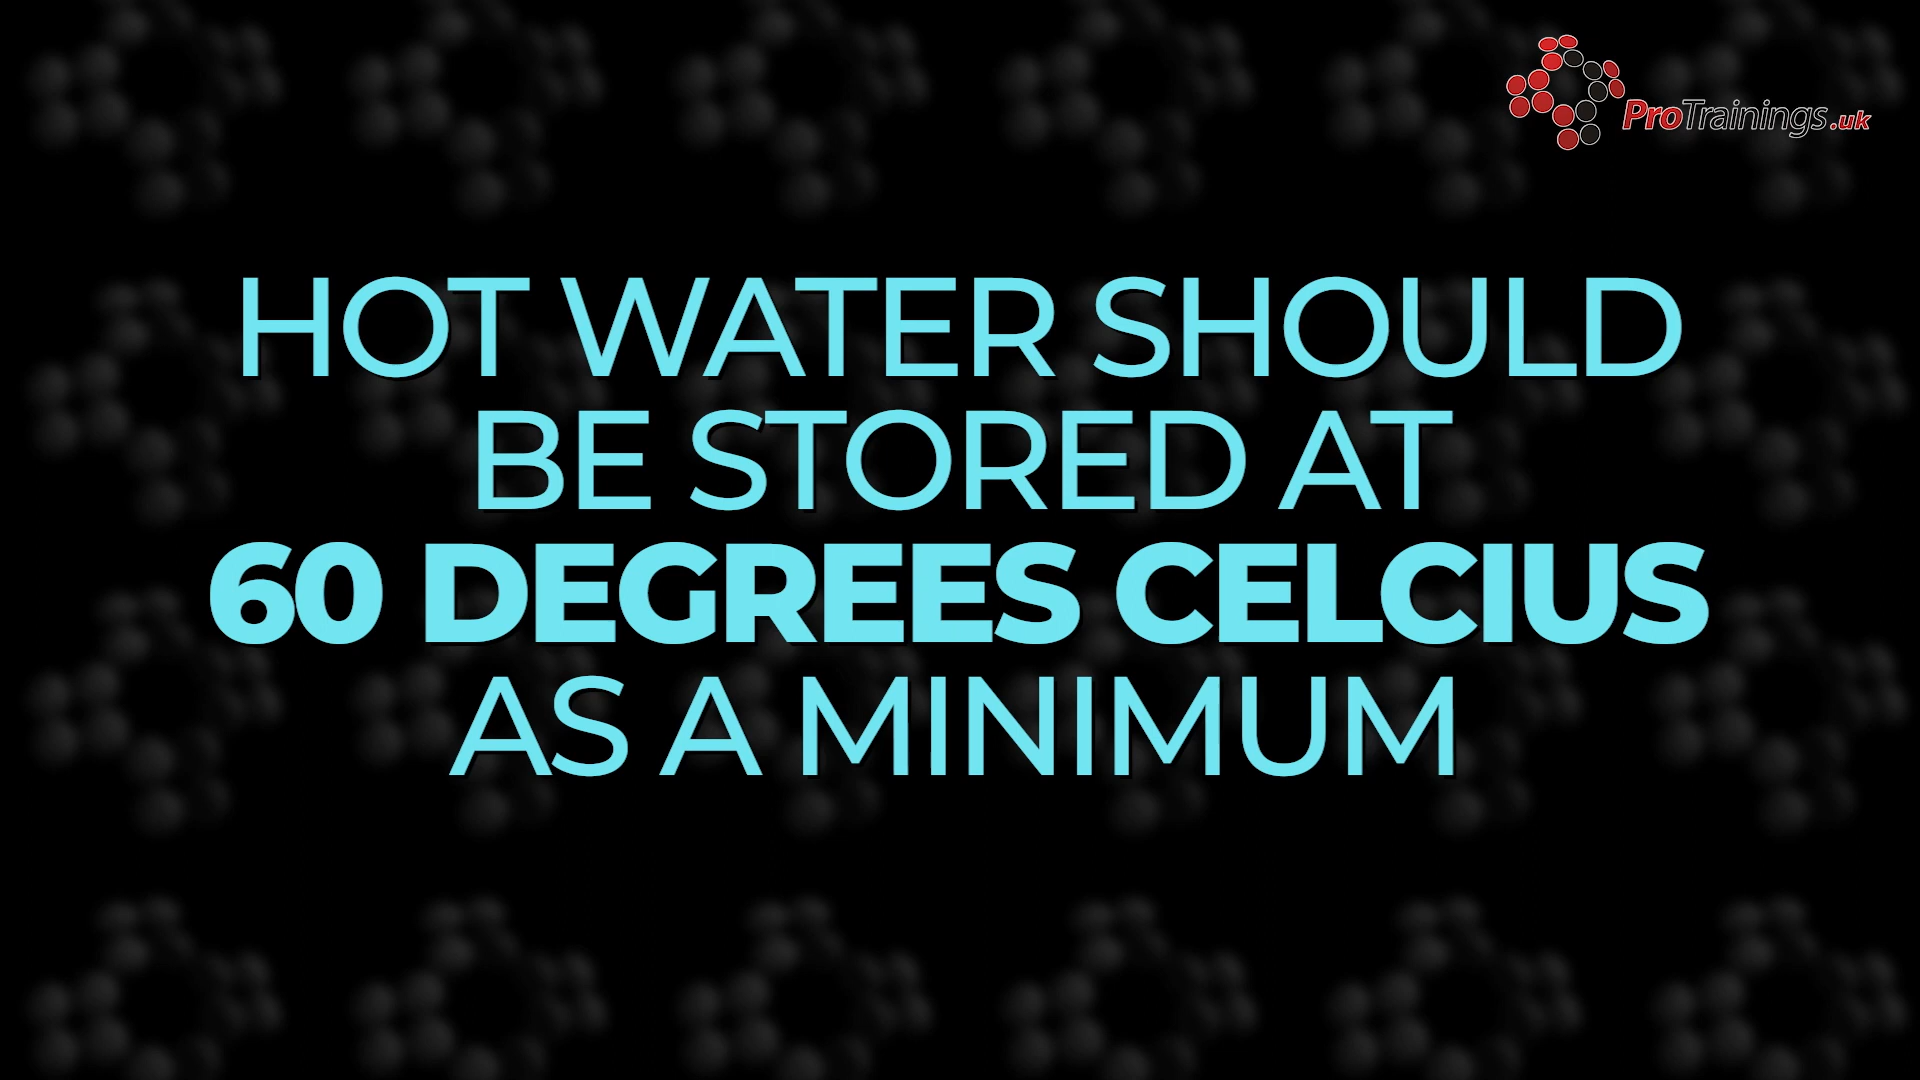 ProTrainings.uk
HOT WATER SHOULD
BE STORED AT
60 DEGREES CELCIUS
AS A MINIMUM